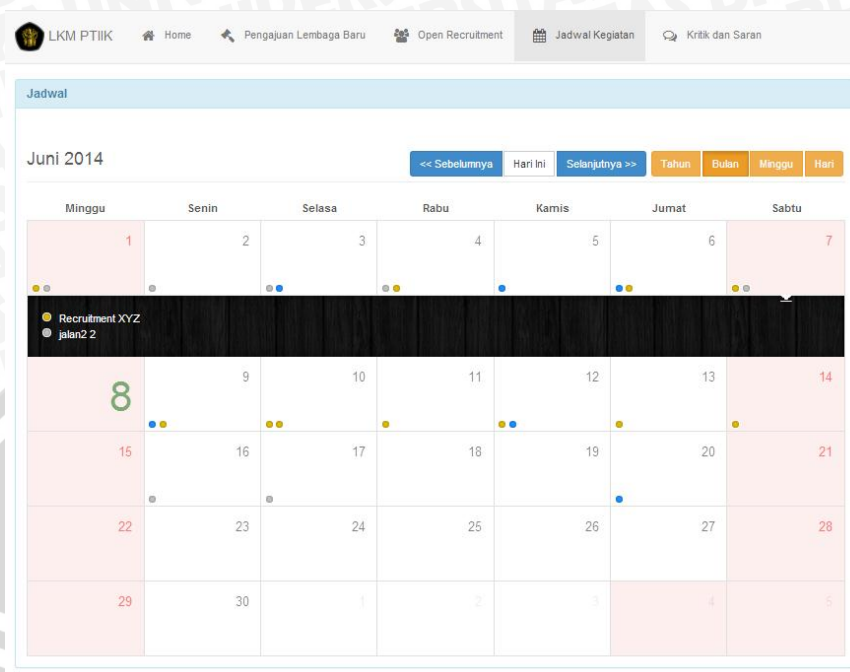 LKM PTIIK Home Pengajuan Lembaga Baru Open Recruitment Jadwal Kegiatan Kritik dan Saran
Jadwal
Juni 2014 << Sebelumnya Hari Ini Selanjutnya >> Tahun Bulan Minggu Hari
Minggu Senin Selasa Rabu Kamis Jumat Sabtu
1 2 3 4 5 6 7
Recruitment XYZ
jalan2 2
8 9 10 11 12 13 14
15 16 17 18 19 20 21
22 23 24 25 26 27 28
29 30 1 2 3 4 5